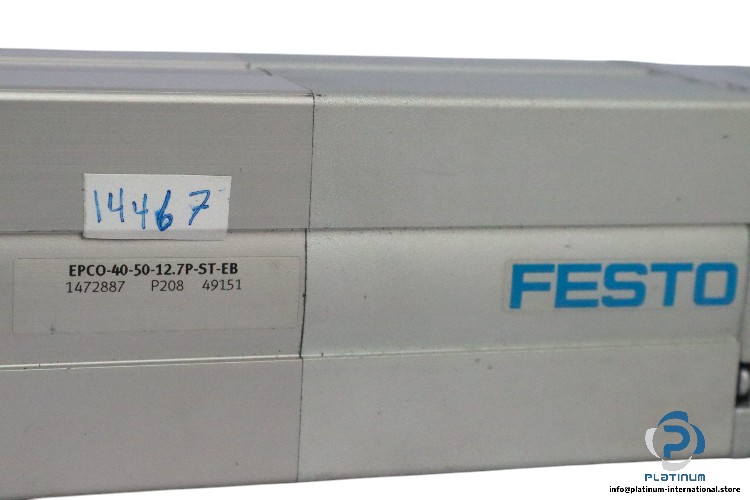 14467
EPCO-40-50-12.7P-ST-EB
1472887 P208 49151
FESTO
PLATINUM
info@platinum-international.store